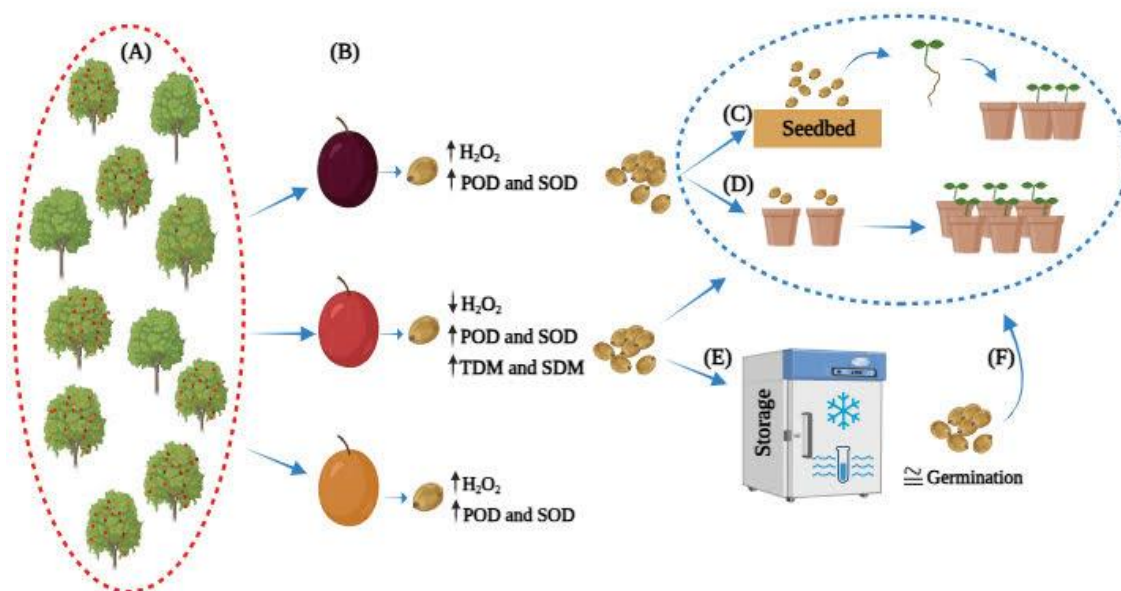 (A)
(B)
↑H₂O₂
↑POD and SOD
↓H₂O₂
↑POD and SOD
↑TDM and SDM
↑H₂O₂
↑POD and SOD
(C)
Seedbed
(D)
(E)
Storage
(F)
≅ Germination